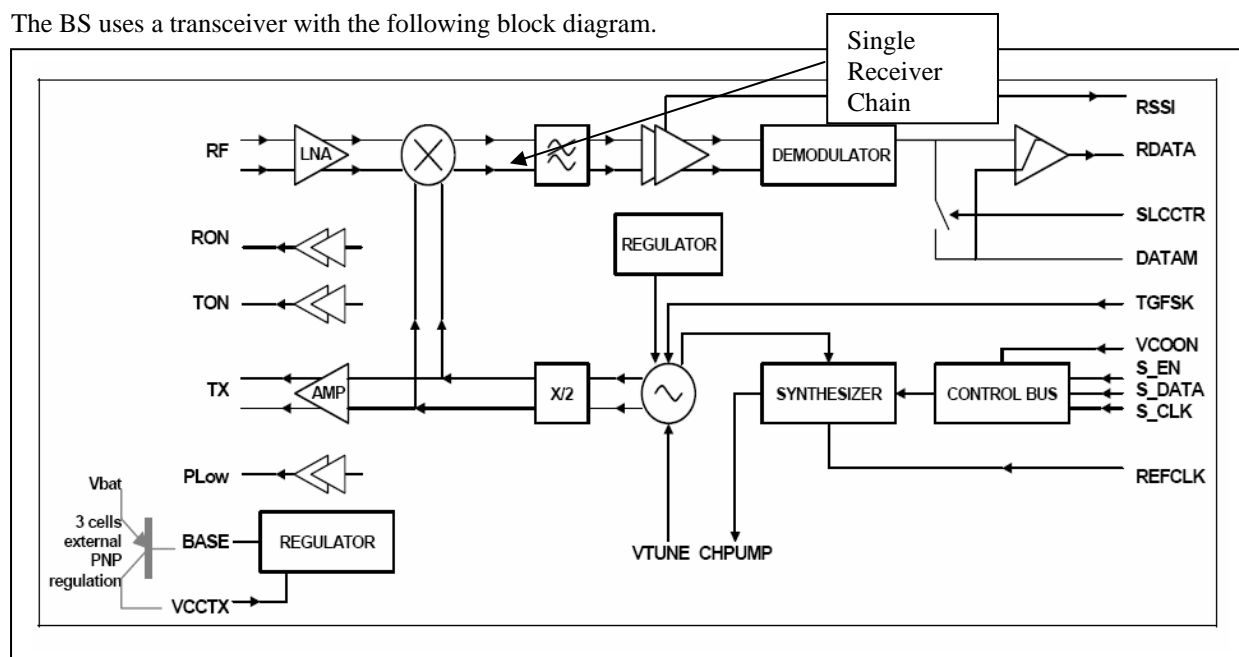 The BS uses a transceiver with the following block diagram.
Single
Receiver
Chain
RSSI
RF
LNA
DEMODULATOR
RDATA
SLCCTR
RON
REGULATOR
DATAM
TON
TGFSK
VCOON
S_EN
TX
AMP
X/2
SYNTHESIZER
CONTROL BUS
S_DATA
S_CLK
PLow
REFCLK
Vbat
3 cells
external
PNP
regulation
BASE
REGULATOR
VTUNE CHPUMP
VCCTX